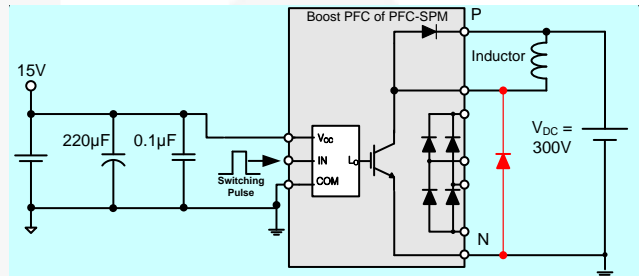 Boost PFC of PFC-SPM
P
Inductor
15V
220µF
0.1µF
VCC
IN
COM
LO
Switching
Pulse
VDC =
300V
N